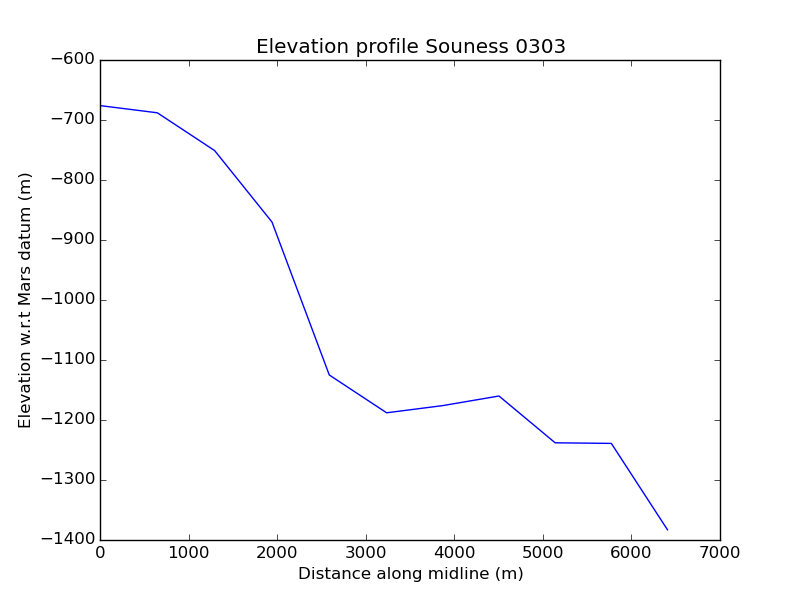 Elevation profile Souness 0303
−600
−700
−800
−900
−1000
−1100
−1200
−1300
−1400
Elevation w.r.t Mars datum (m)
0 1000 2000 3000 4000 5000 6000 7000
Distance along midline (m)